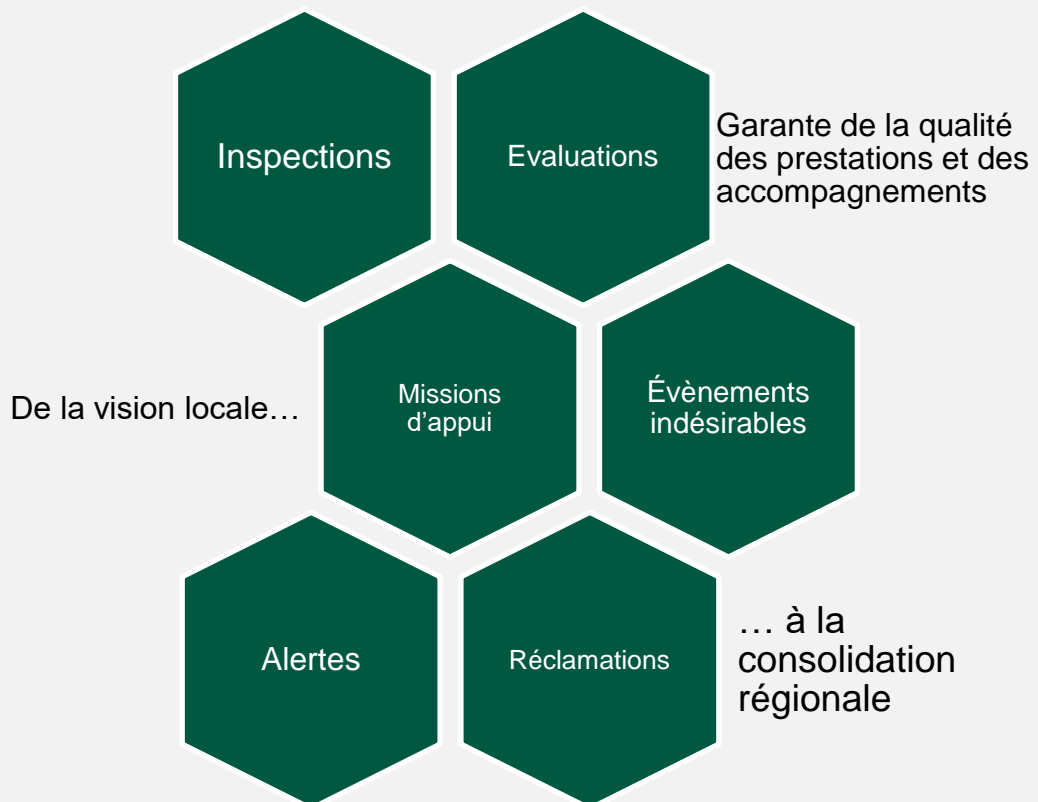 Inspections
Evaluations
Garante de la qualité
des prestations et des
accompagnements
De la vision locale…
Missions
d’appui
Évènements
indésirables
Alertes
Réclamations
… à la
consolidation
régionale